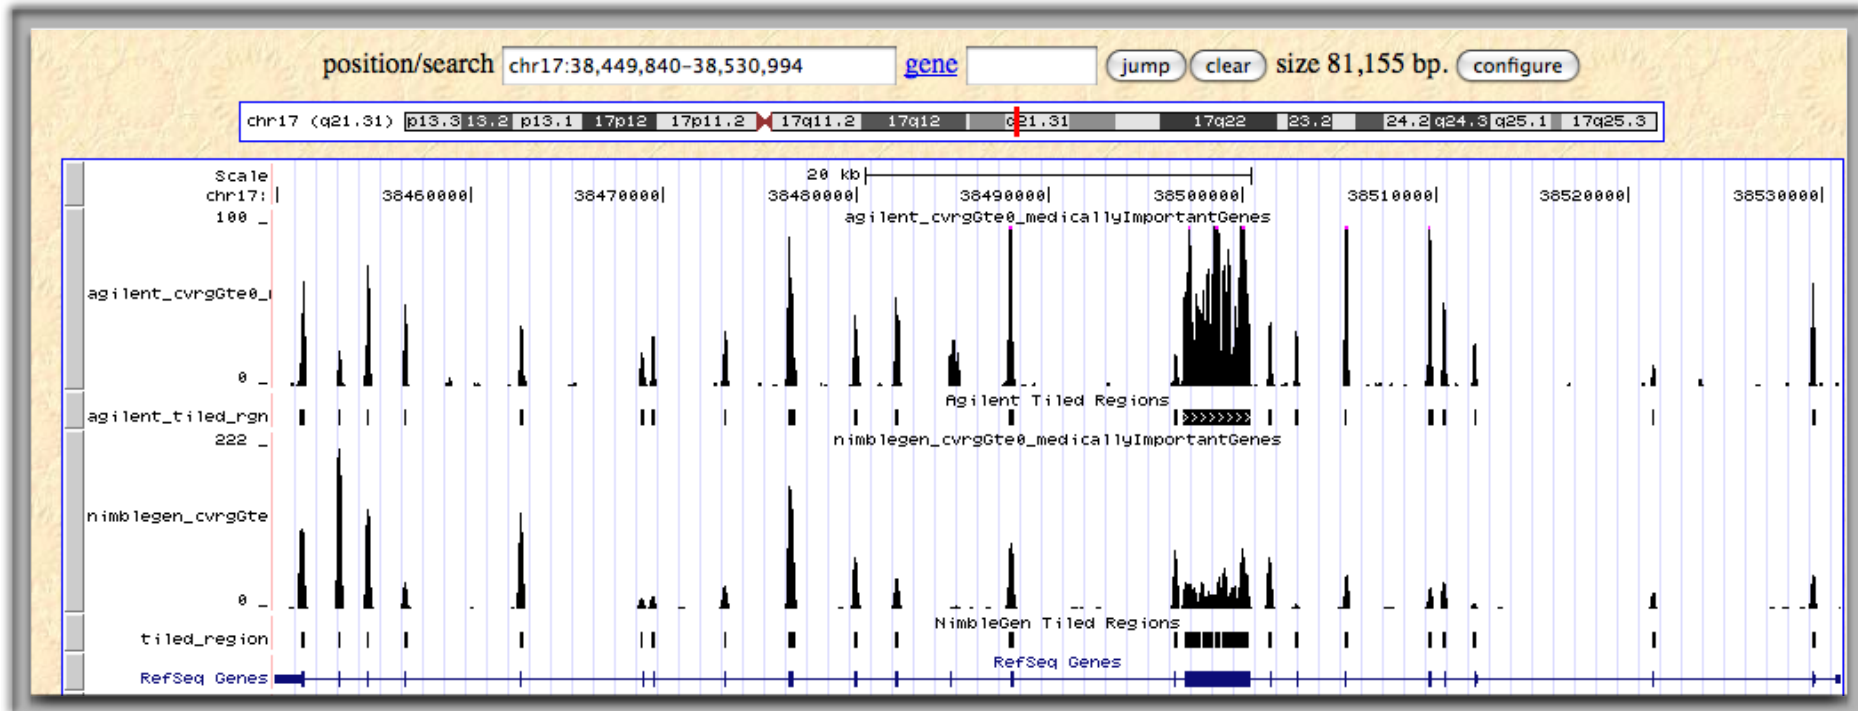 position/search chr17:38,449,840-38,530,994 gene jump clear size 81,155 bp. configure
chr17 (q21.31) p13.3 13.2 p13.1 17p12 17p11.2 17q11.2 17q12 q21.31 17q22 23.2 24.2 q24.3 q25.1 17q25.3
Scale 20 kb
chr17: 38460000 38470000 38480000 38490000 38500000 38510000 38520000 38530000
100 _ agilent_cvrgGte0_medicallyImportantGenes
agilent_cvrgGte0_
0 _
Agilent Tiled Regions
agilent_tiled_rgn
222 _ nimblegen_cvrgGte0_medicallyImportantGenes
nimblegen_cvrgGte
0 _
NimbleGen Tiled Regions
tiled_region
RefSeq Genes
RefSeq Genes